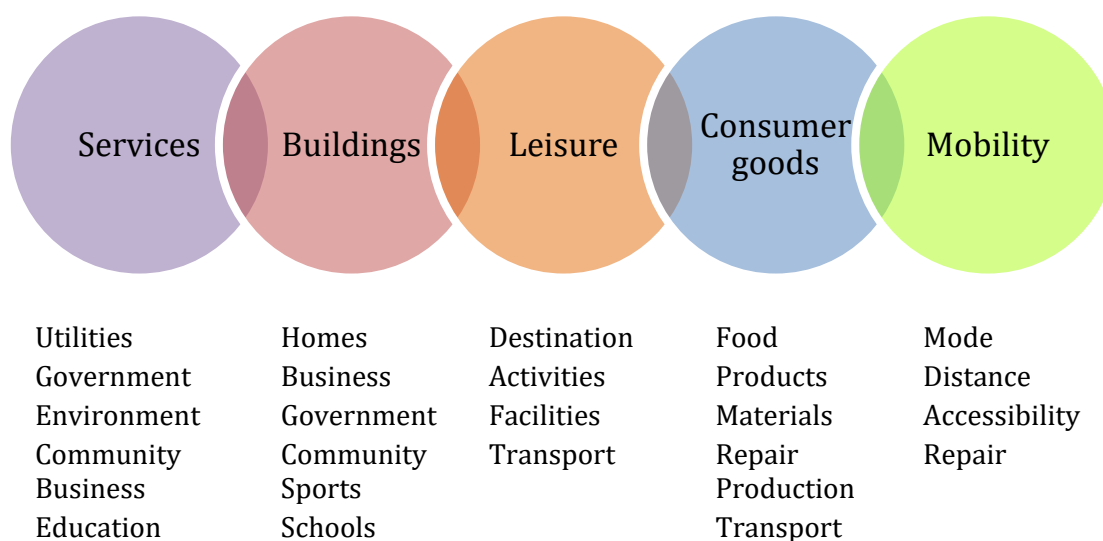 Services
Buildings
Leisure
Consumer
goods
Mobility
Utilities
Government
Environment
Community
Business
Education
Homes
Business
Government
Community
Sports
Schools
Destination
Activities
Facilities
Transport
Food
Products
Materials
Repair
Production
Transport
Mode
Distance
Accessibility
Repair